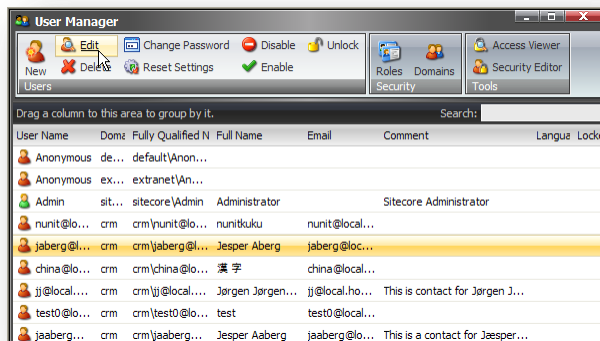 User Manager
New
Edit
Delete
Change Password
Reset Settings
Disable
Enable
Unlock
Users
Roles
Domains
Security
Access Viewer
Security Editor
Tools
Drag a column to this area to group by it. Search:
User Name Doma Fully Qualified N Full Name Email Comment Langua Locke
Anonymous de... default\Anon...
Anonymous ex... extranet\An...
Admin sit... sitecore\Admin Administrator Sitecore Administrator
nunit@lo... crm crm\nunit@lo... nunitkuku nunit@local...
jaberg@l... crm crm\jaberg@l... Jesper Aberg jaberg@loc...
china@lo... crm crm\china@lo... 漢字 china@local...
jj@local.... crm crm\jj@local.... Jørgen Jørgen... jj@local.ho... This is contact for Jørgen J...
test0@lo... crm crm\test0@lo... test test0@local...
jaaberg... crm crm\jaaberg... Jesper Aaberg jaaberg@lo... This is a contact for Jæsper...